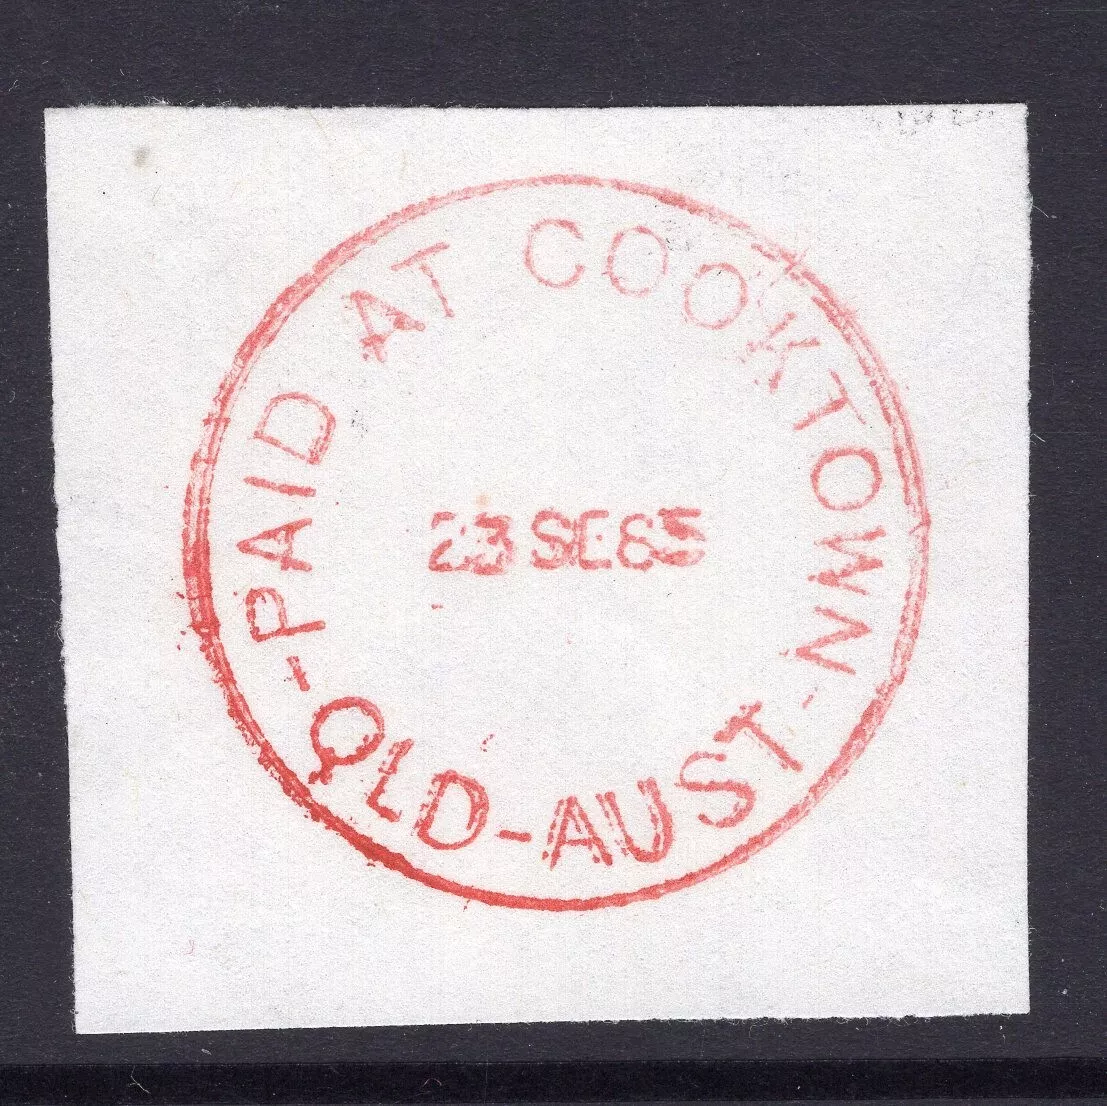 PAID AT COOKTOWN
23 SE 85
-QLD-AUST-